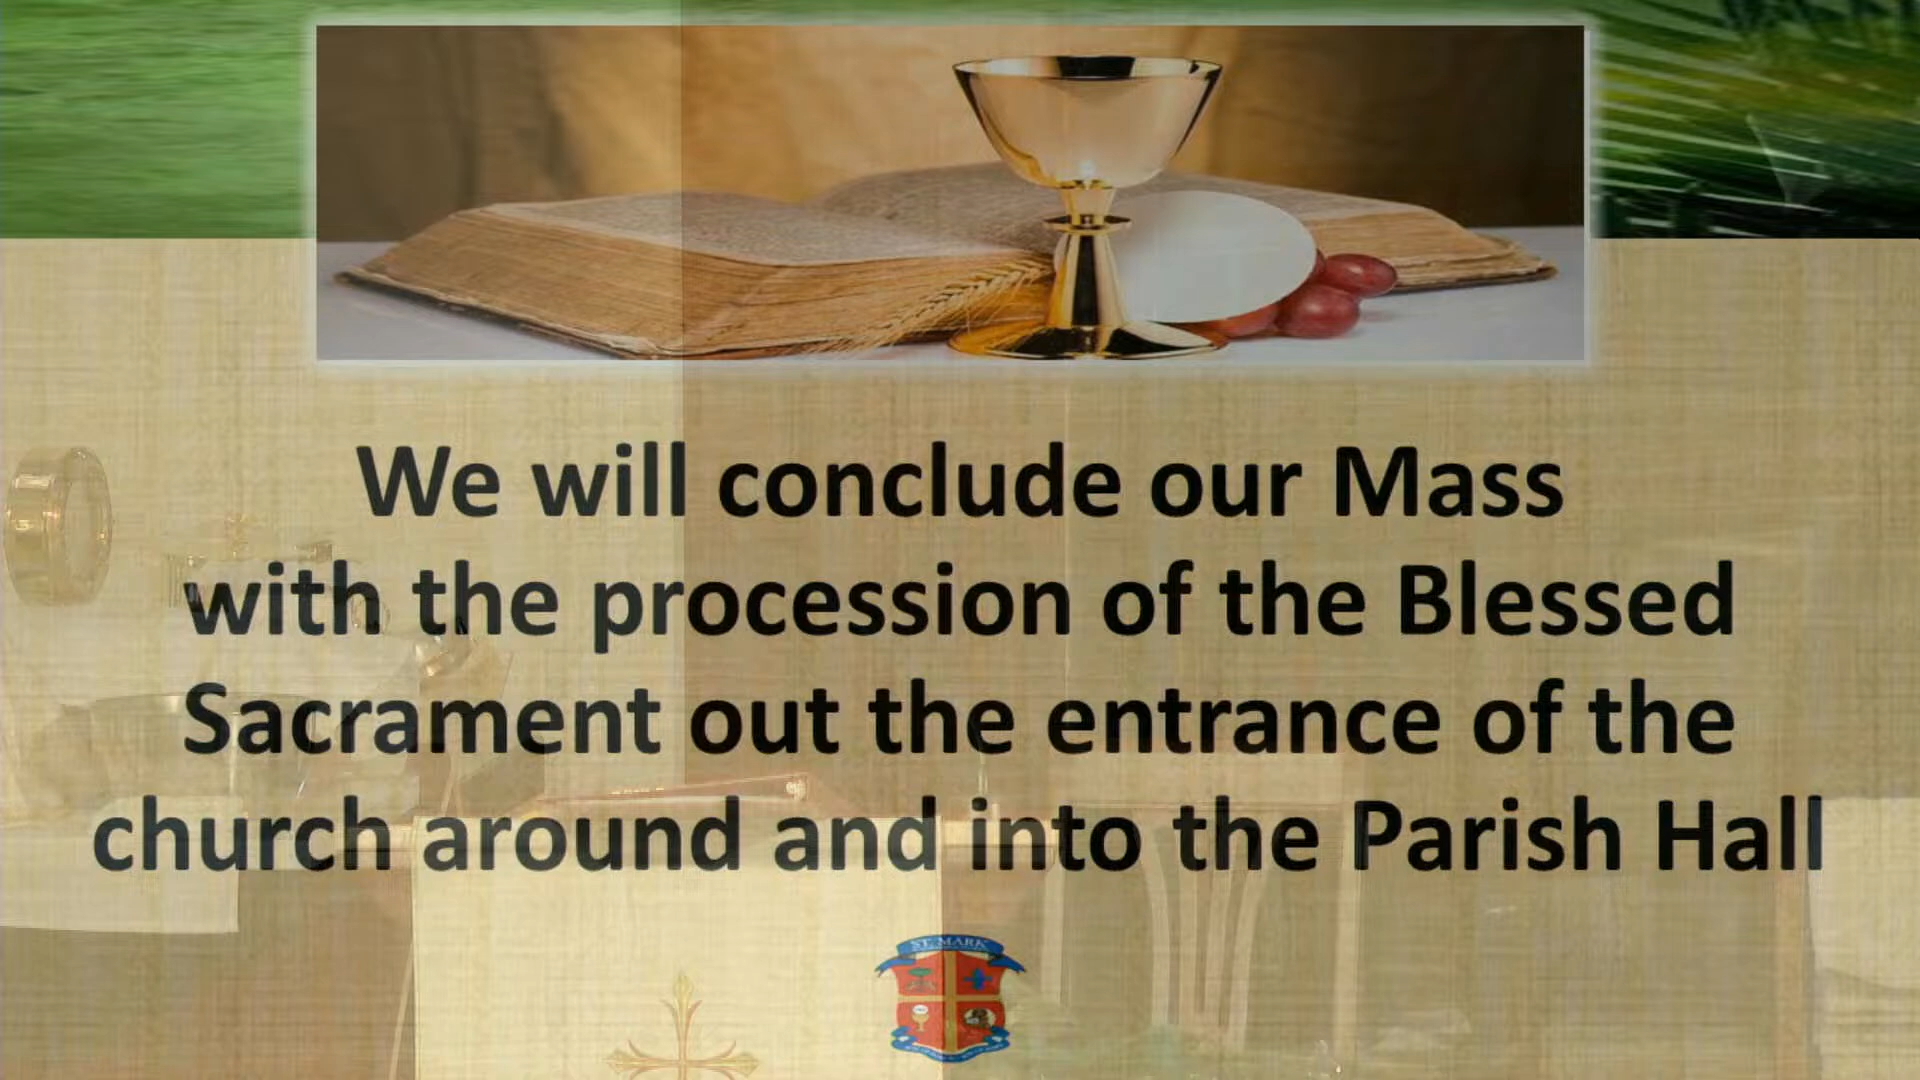 We will conclude our Mass
with the procession of the Blessed
Sacrament out the entrance of the
church around and into the Parish Hall
ST. MARK